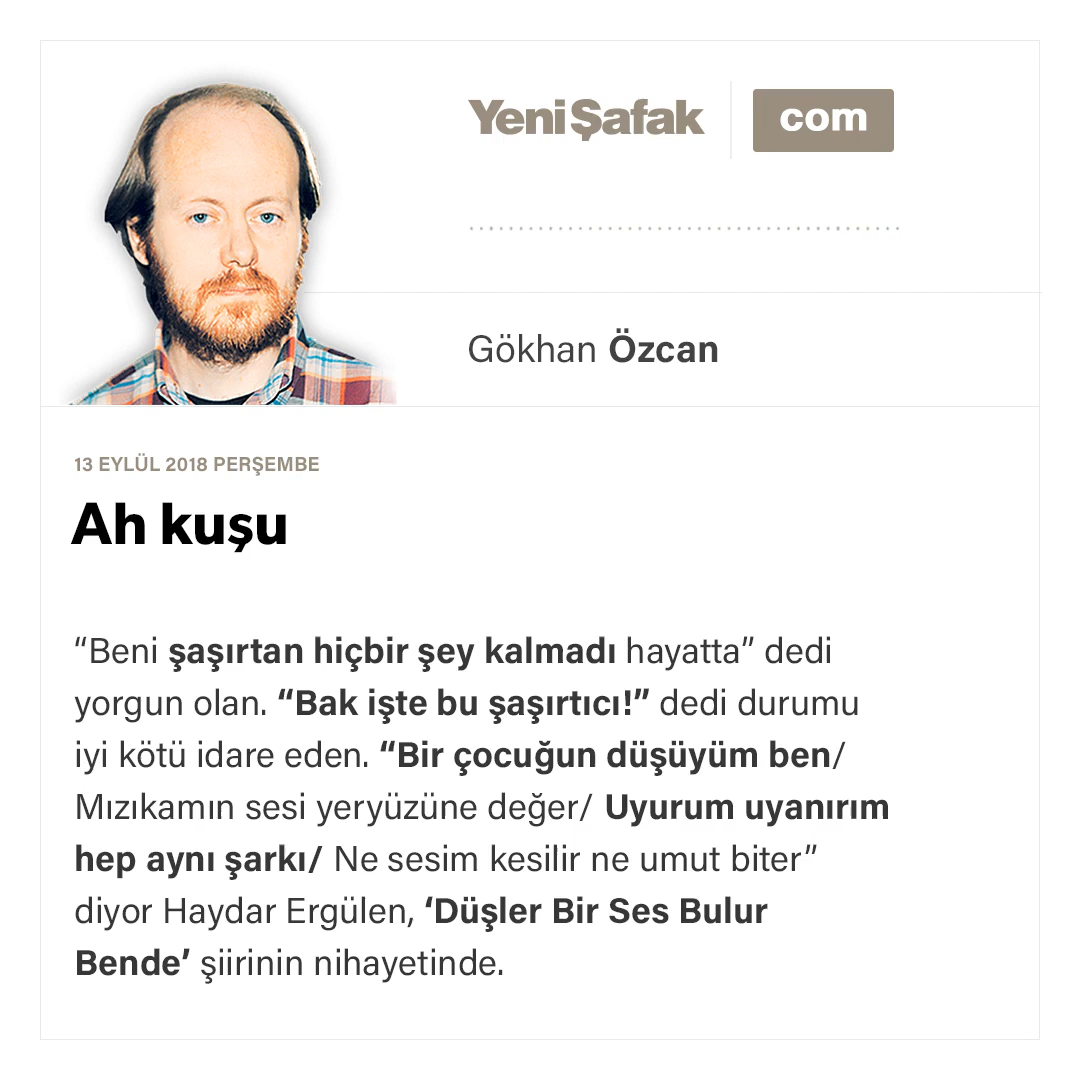 YeniŞafak com
Gökhan Özcan
13 EYLÜL 2018 PERŞEMBE
Ah kuşu
“Beni şaşırtan hiçbir şey kalmadı hayatta” dedi
yorgun olan. “Bak işte bu şaşırtıcı!” dedi durumu
iyi kötü idare eden. “Bir çocuğun düşüyüm ben/
Mızıkamın sesi yeryüzüne değer/ Uyurum uyanırım
hep aynı şarkı/ Ne sesim kesilir ne umut biter”
diyor Haydar Ergülen, ‘Düşler Bir Ses Bulur
Bende’ şiirinin nihayetinde.